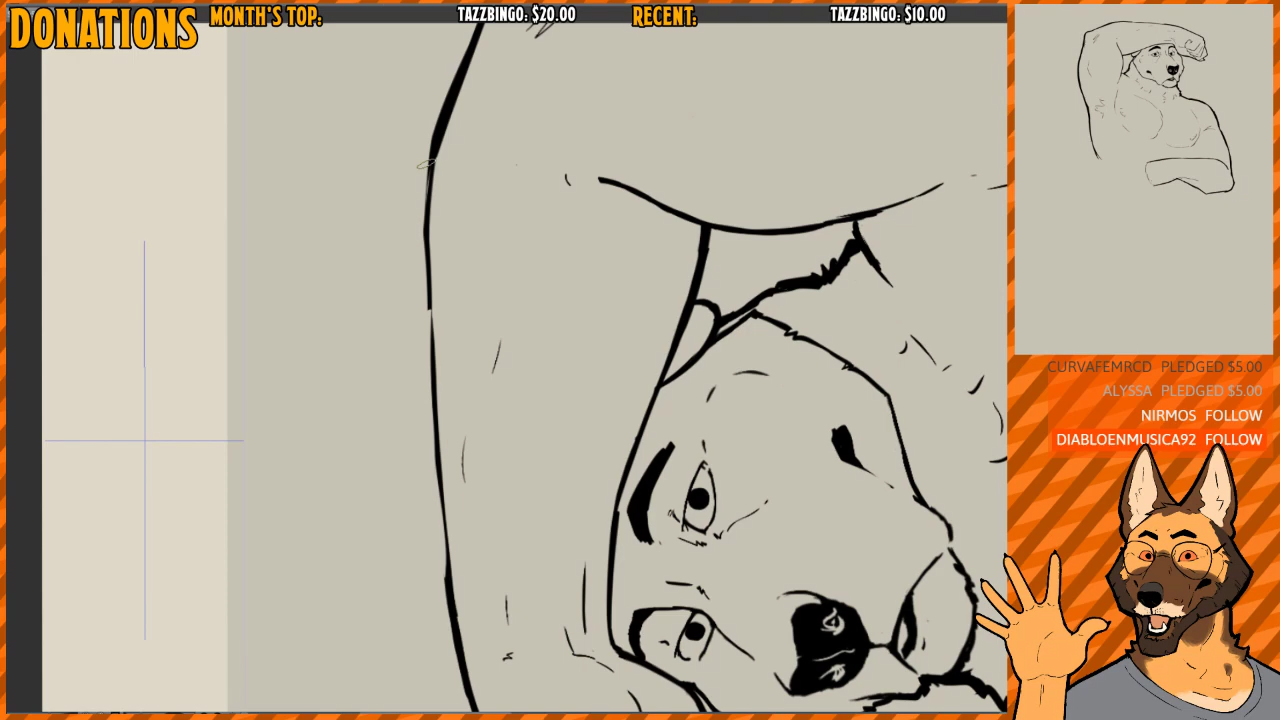 DONATIONS
MONTH'S TOP: TAZZBINGO: $20.00 RECENT: TAZZBINGO: $10.00
CURVAFEMRCD PLEDGED $5.00
ALYSSA PLEDGED $5.00
NIRMOS FOLLOW
DIABLOENMUSICA92 FOLLOW